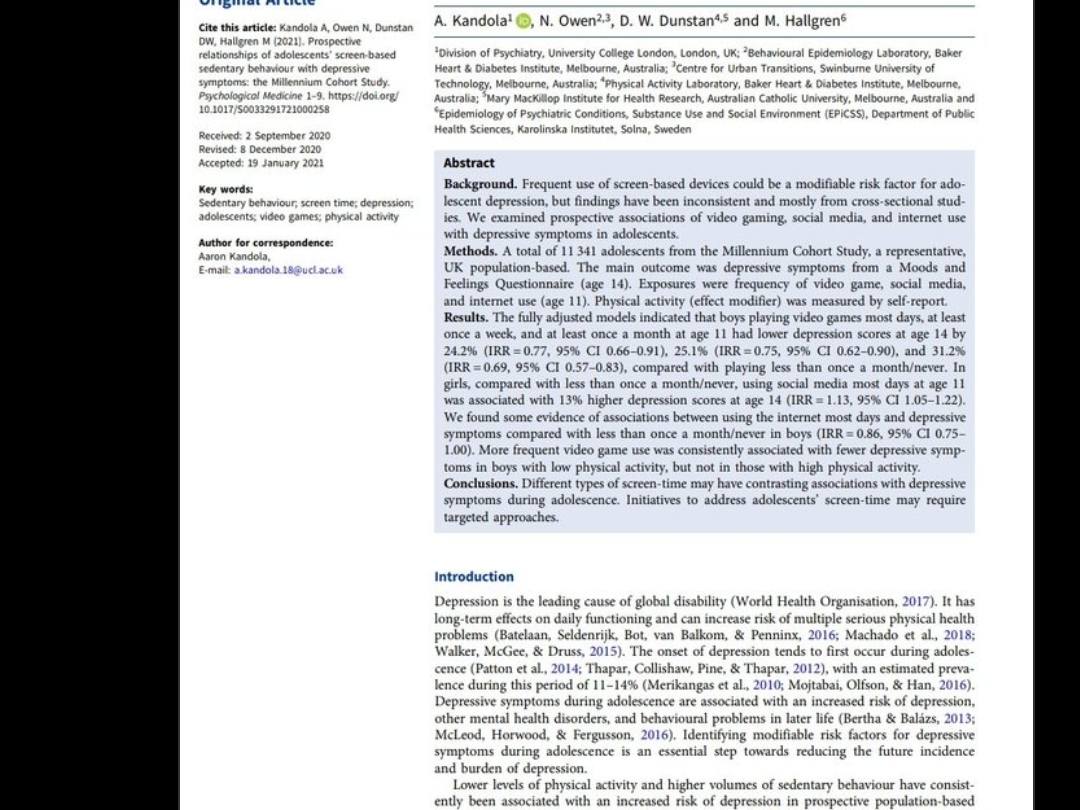 Original Article
Cite this article: Kandola A, Owen N, Dunstan
DW, Hallgren M (2021). Prospective
relationships of adolescents' screen-based
sedentary behaviour with depressive
symptoms: the Millennium Cohort Study.
Psychological Medicine 1–9. https://doi.org/
10.1017/S0033291721000258
Received: 2 September 2020
Revised: 8 December 2020
Accepted: 19 January 2021
Key words:
Sedentary behaviour; screen time; depression;
adolescents; video games; physical activity
Author for correspondence:
Aaron Kandola,
E-mail: a.kandola.18@ucl.ac.uk
A. Kandola¹ iD, N. Owen²,³, D. W. Dunstan⁴,⁵ and M. Hallgren⁶
¹Division of Psychiatry, University College London, London, UK; ²Behavioural Epidemiology Laboratory, Baker
Heart & Diabetes Institute, Melbourne, Australia; ³Centre for Urban Transitions, Swinburne University of
Technology, Melbourne, Australia; ⁴Physical Activity Laboratory, Baker Heart & Diabetes Institute, Melbourne,
Australia; ⁵Mary MacKillop Institute for Health Research, Australian Catholic University, Melbourne, Australia and
⁶Epidemiology of Psychiatric Conditions, Substance Use and Social Environment (EPiCSS), Department of Public
Health Sciences, Karolinska Institutet, Solna, Sweden
Abstract
Background. Frequent use of screen-based devices could be a modifiable risk factor for ado-
lescent depression, but findings have been inconsistent and mostly from cross-sectional stud-
ies. We examined prospective associations of video gaming, social media, and internet use
with depressive symptoms in adolescents.
Methods. A total of 11 341 adolescents from the Millennium Cohort Study, a representative,
UK population-based. The main outcome was depressive symptoms from a Moods and
Feelings Questionnaire (age 14). Exposures were frequency of video game, social media,
and internet use (age 11). Physical activity (effect modifier) was measured by self-report.
Results. The fully adjusted models indicated that boys playing video games most days, at least
once a week, and at least once a month at age 11 had lower depression scores at age 14 by
24.2% (IRR = 0.77, 95% CI 0.66–0.91), 25.1% (IRR = 0.75, 95% CI 0.62–0.90), and 31.2%
(IRR = 0.69, 95% CI 0.57–0.83), compared with playing less than once a month/never. In
girls, compared with less than once a month/never, using social media most days at age 11
was associated with 13% higher depression scores at age 14 (IRR = 1.13, 95% CI 1.05–1.22).
We found some evidence of associations between using the internet most days and depressive
symptoms compared with less than once a month/never in boys (IRR = 0.86, 95% CI 0.75–
1.00). More frequent video game use was consistently associated with fewer depressive symp-
toms in boys with low physical activity, but not in those with high physical activity.
Conclusions. Different types of screen-time may have contrasting associations with depressive
symptoms during adolescence. Initiatives to address adolescents' screen-time may require
targeted approaches.
Introduction
Depression is the leading cause of global disability (World Health Organisation, 2017). It has
long-term effects on daily functioning and can increase risk of multiple serious physical health
problems (Batelaan, Seldenrijk, Bot, van Balkom, & Penninx, 2016; Machado et al., 2018;
Walker, McGee, & Druss, 2015). The onset of depression tends to first occur during adoles-
cence (Patton et al., 2014; Thapar, Collishaw, Pine, & Thapar, 2012), with an estimated preva-
lence during this period of 11–14% (Merikangas et al., 2010; Mojtabai, Olfson, & Han, 2016).
Depressive symptoms during adolescence are associated with an increased risk of depression,
other mental health disorders, and behavioural problems in later life (Bertha & Balázs, 2013;
McLeod, Horwood, & Fergusson, 2016). Identifying modifiable risk factors for depressive
symptoms during adolescence is an essential step towards reducing the future incidence
and burden of depression.
Lower levels of physical activity and higher volumes of sedentary behaviour have consist-
ently been associated with an increased risk of depression in prospective population-based